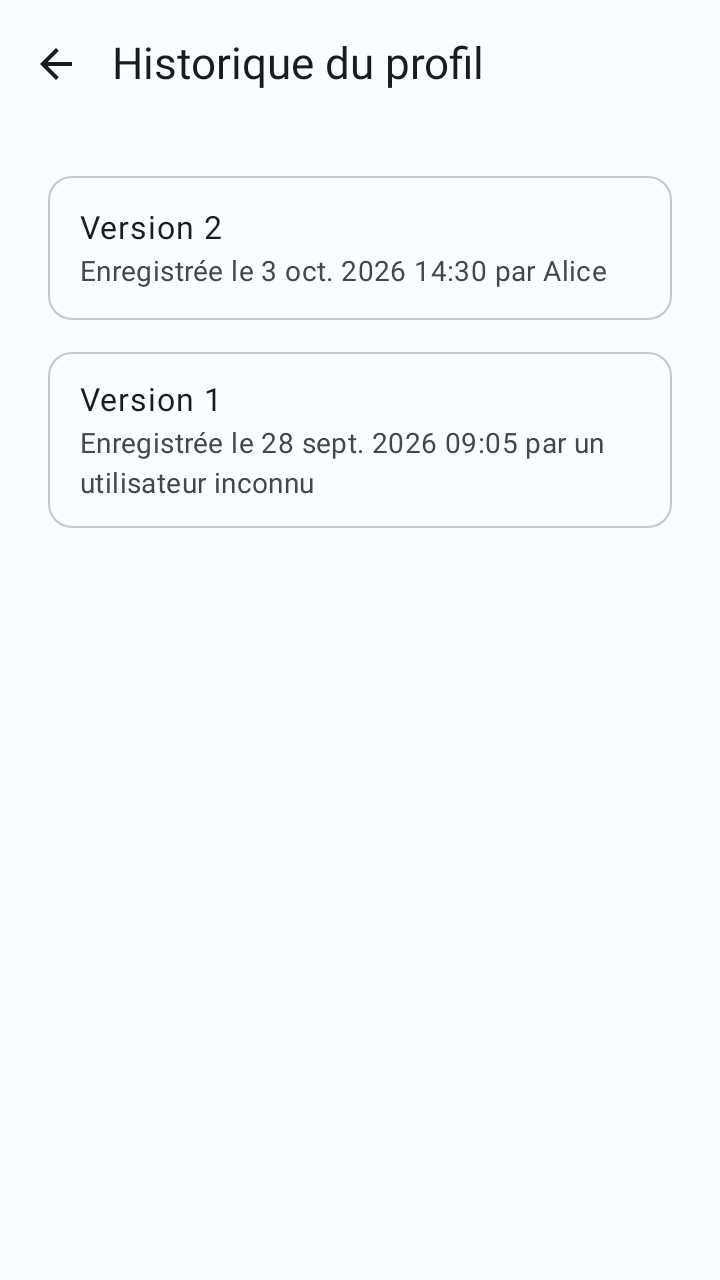 Historique du profil
Version 2
Enregistrée le 3 oct. 2026 14:30 par Alice
Version 1
Enregistrée le 28 sept. 2026 09:05 par un
utilisateur inconnu